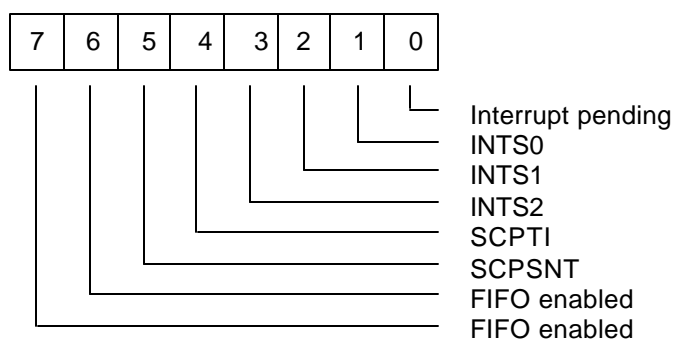 7 6 5 4 3 2 1 0
Interrupt pending
INTS0
INTS1
INTS2
SCPTI
SCPSNT
FIFO enabled
FIFO enabled